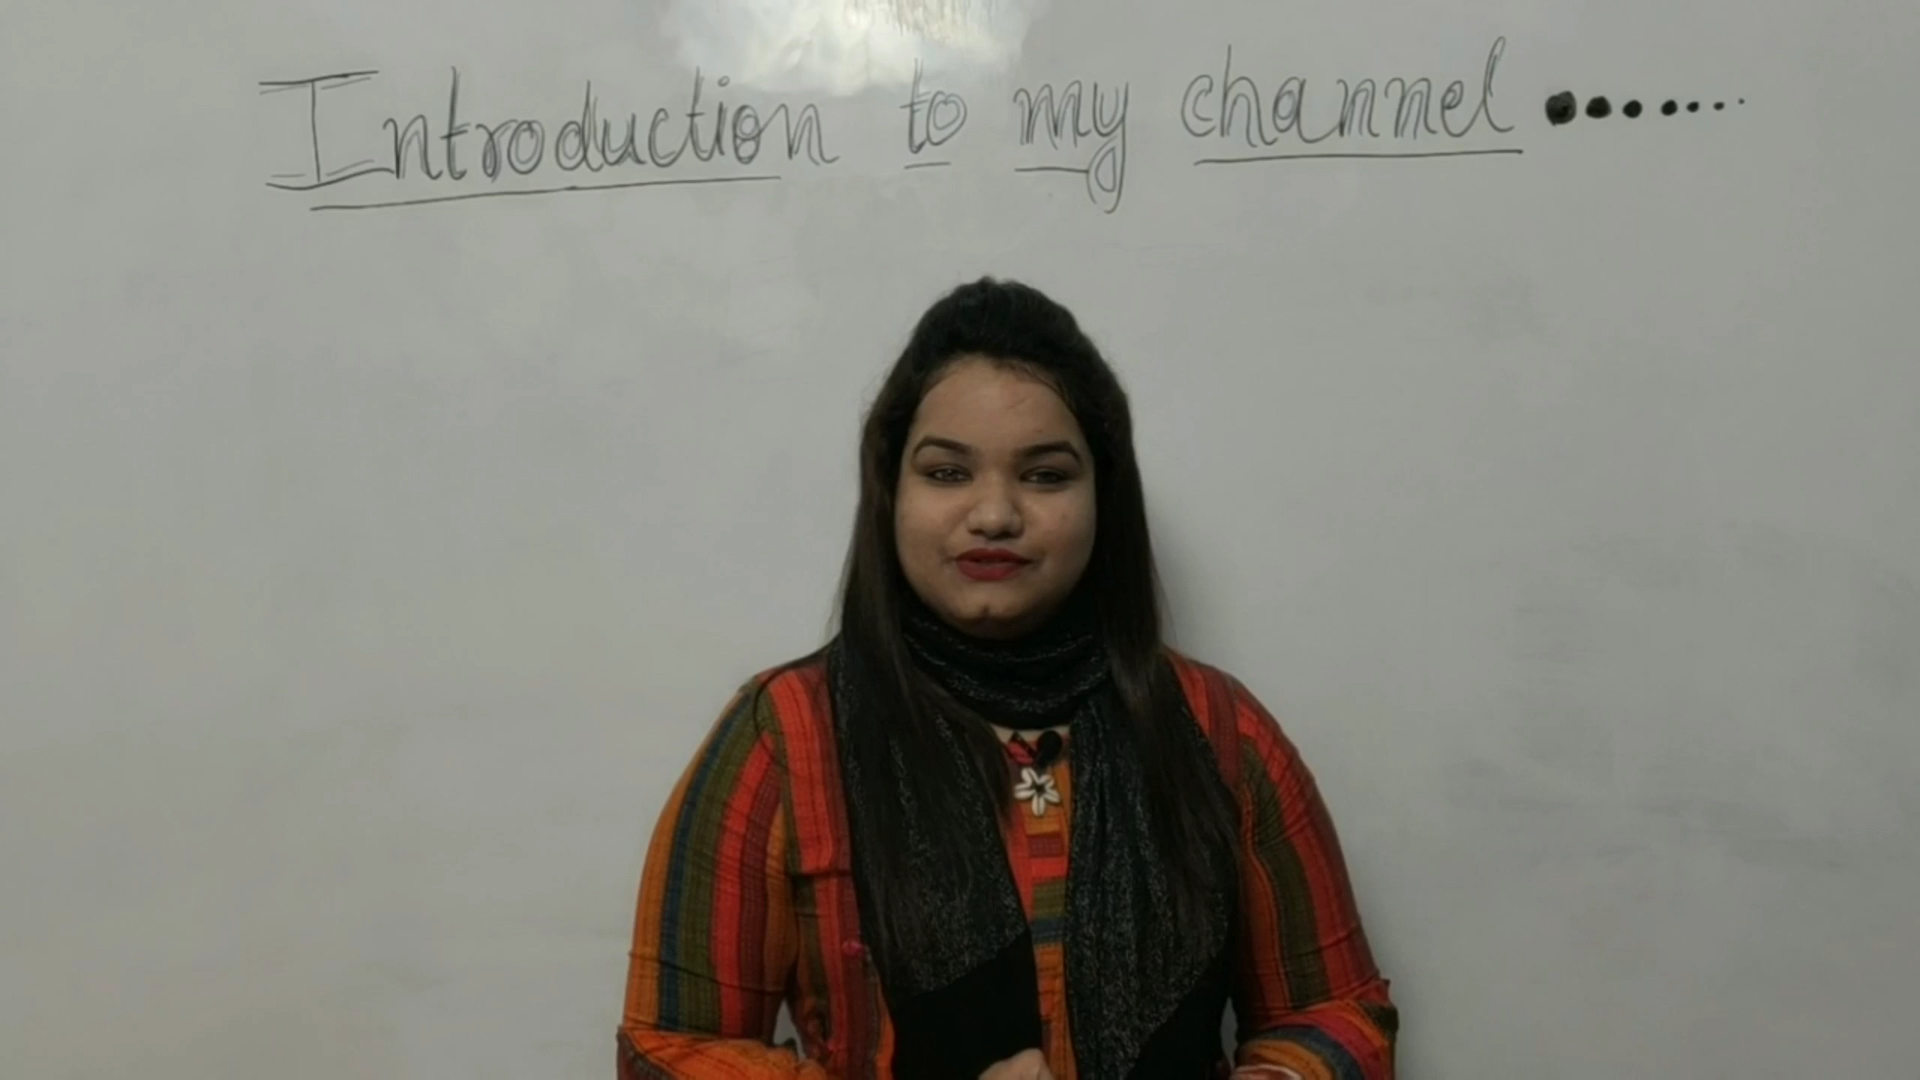 Introduction to my channel ........